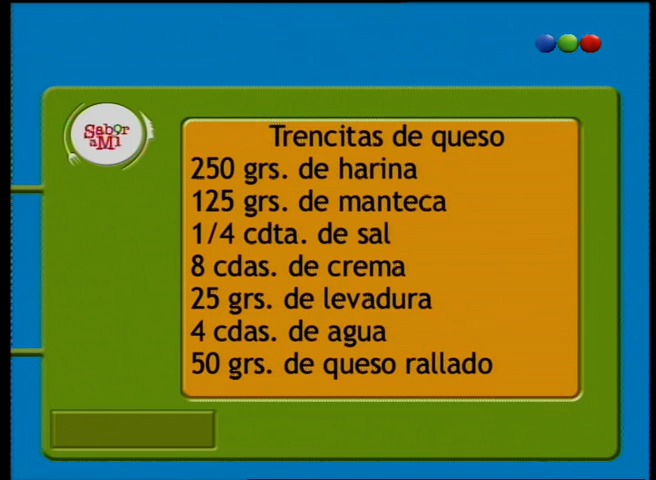 Sabor
aMí
Trencitas de queso
250 grs. de harina
125 grs. de manteca
1/4 cdta. de sal
8 cdas. de crema
25 grs. de levadura
4 cdas. de agua
50 grs. de queso rallado